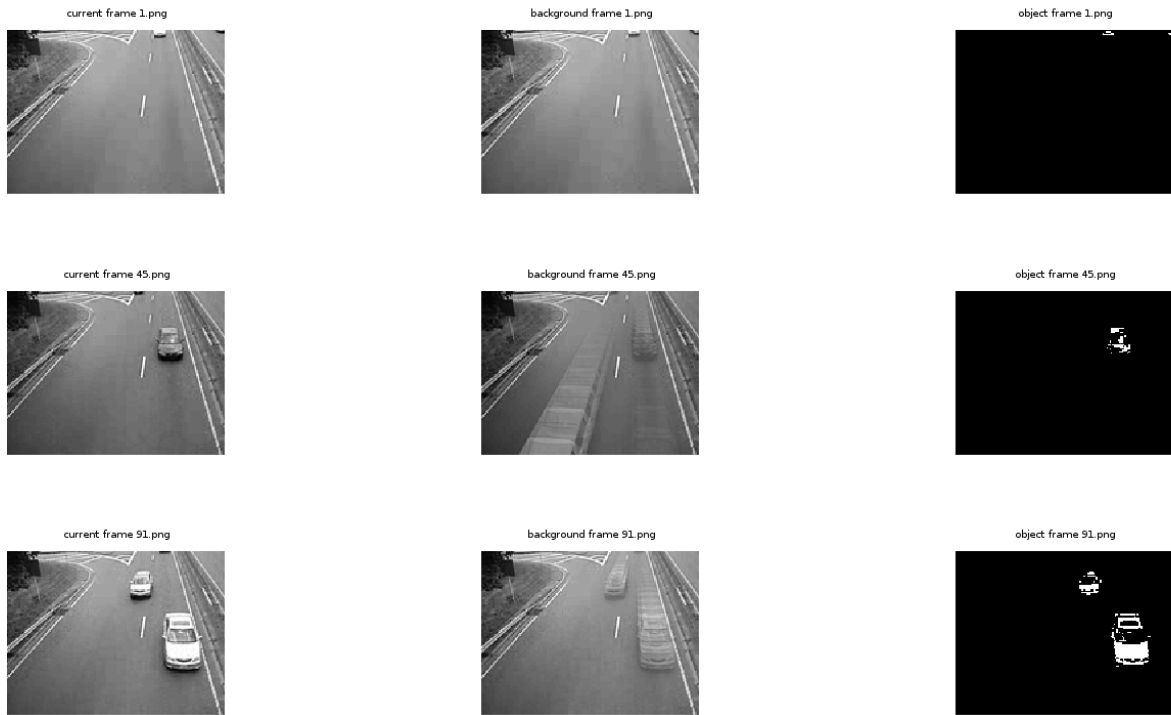 current frame 1.png
background frame 1.png
object frame 1.png
current frame 45.png
background frame 45.png
object frame 45.png
current frame 91.png
background frame 91.png
object frame 91.png